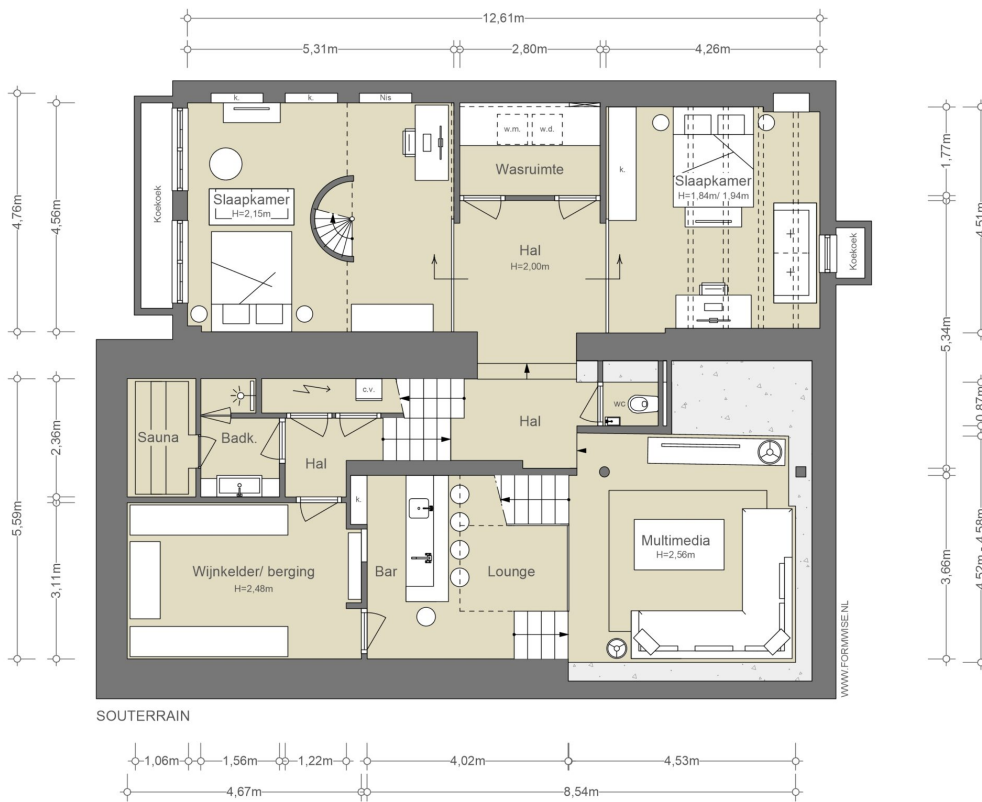 12,61m
5,31m
2,80m
4,26m
k.
k.
Nis
w.m.
w.d.
Wasruimte
k.
Slaapkamer
H=2,15m
Slaapkamer
H=1,84m/ 1,94m
Koekoek
Koekoek
Hal
H=2,00m
4,76m
4,56m
1,77m
4,51m
5,34m
c.v.
wc
Sauna
Badk.
Hal
Hal
2,36m
0,87m
5,59m
k.
Multimedia
H=2,56m
Wijnkelder/ berging
H=2,48m
Bar
Lounge
3,11m
3,66m
4,52m - 4,58m
WWW.FORMWISE.NL
SOUTERRAIN
1,06m
1,56m
1,22m
4,02m
4,53m
4,67m
8,54m